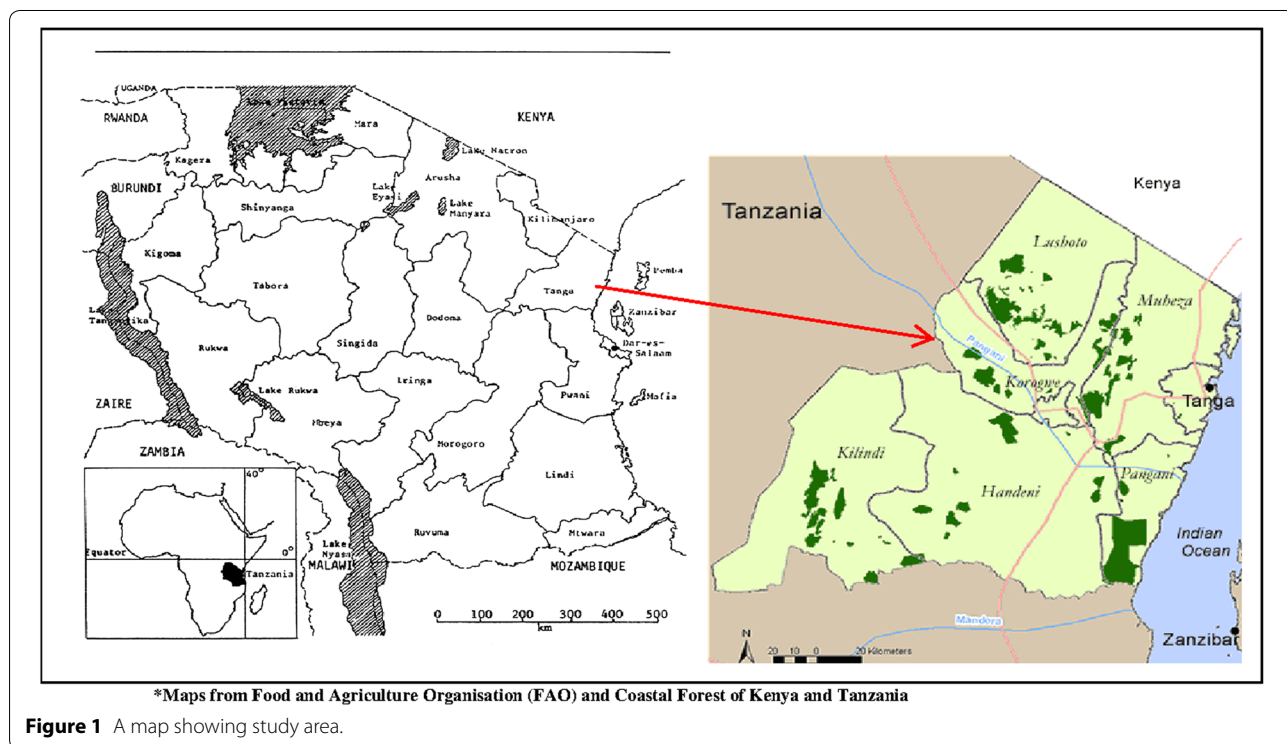 UGANDA
RWANDA
Lake Victoria
Mara
KENYA
Lake Natron
Kagera
BURUNDI
Lake
Eyasi
Arusha
Lake
Manyara
Shinyanga
Kilimanjaro
Kigoma
Tabora
Tanga
Pemba
Zanzibar
Dar-es-
Salaam
Lake
Tanganyika
Rukwa
Singida
Dodoma
Iringa
Pwani
Mafia
Lake Rukwa
ZAIRE
Mbeya
Morogoro
ZAMBIA
Lindi
Ruvuma
Mtwara
Lake
Nyasa
MALAWI
MOZAMBIQUE
40°
Equator
0°
Tanzania
0 100 200 300 400 500
km
Kenya
Tanzania
Lushoto
Muheza
Pangani
Korogwe
Tanga
Kilindi
Handeni
Pangani
Indian
Ocean
Mandera
Zanzibar
N
20 10 0 20 Kilometers
*Maps from Food and Agriculture Organisation (FAO) and Coastal Forest of Kenya and Tanzania
Figure 1 A map showing study area.